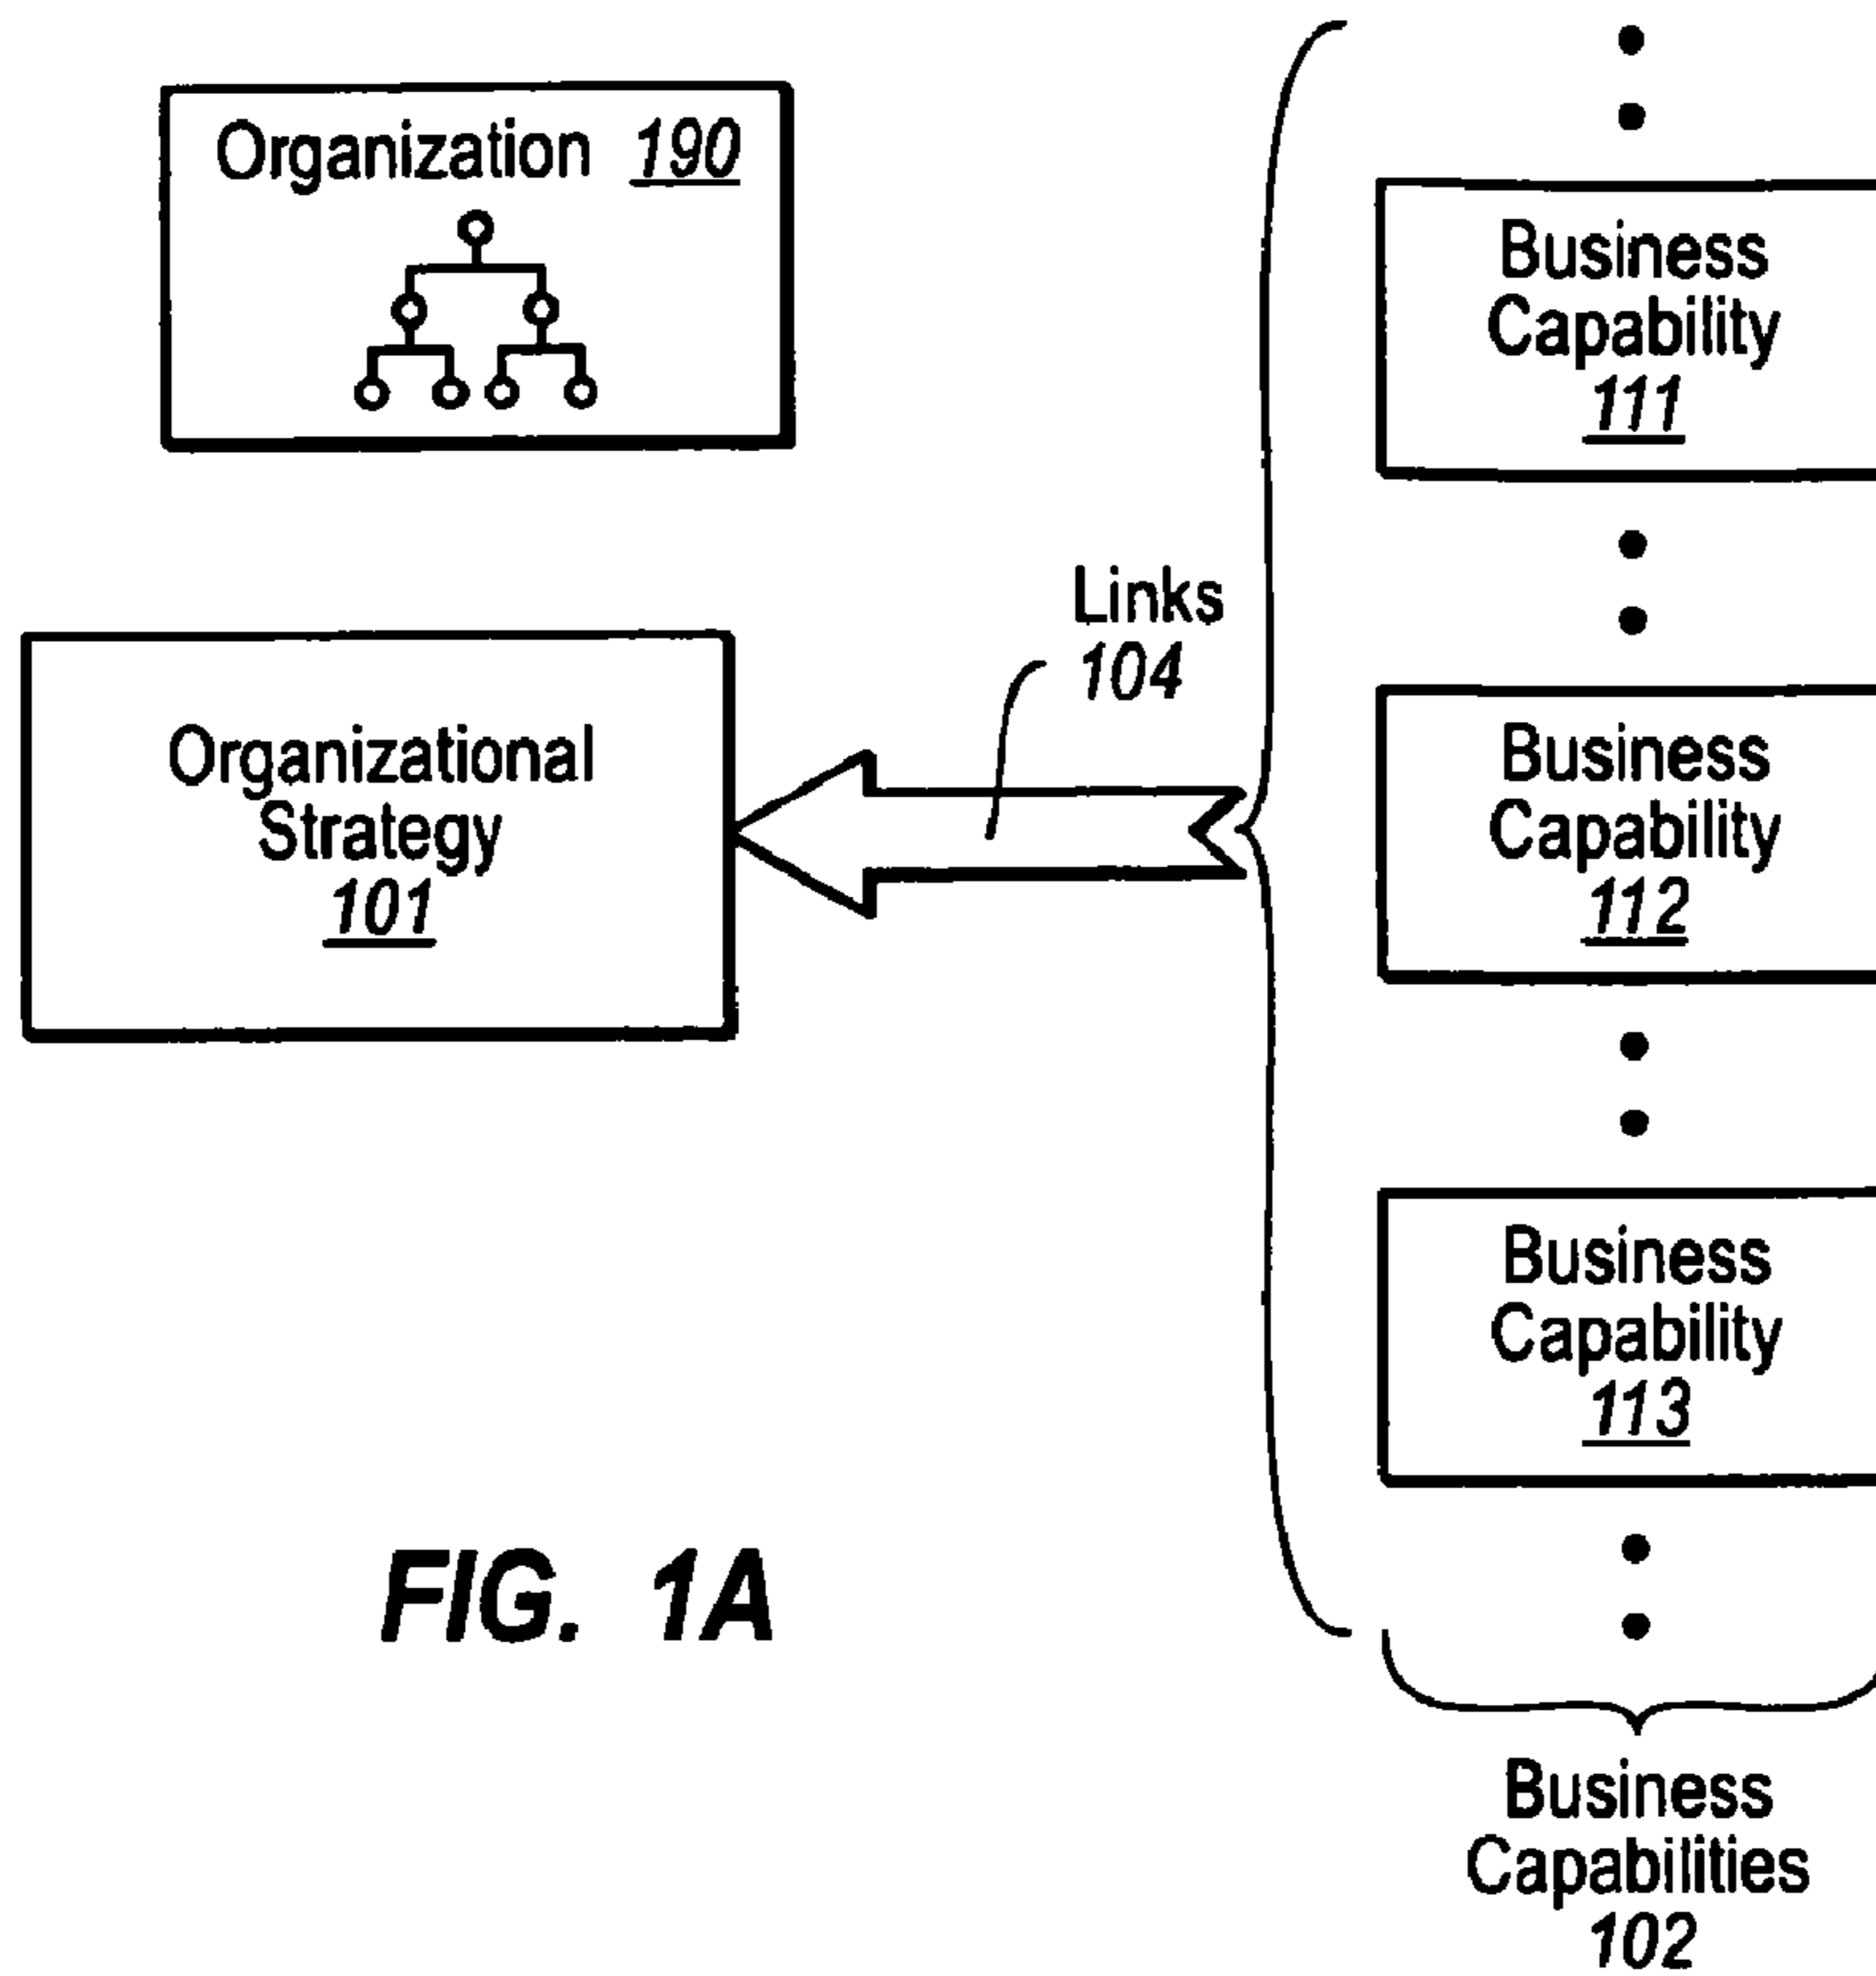 Organization 190
Organizational
Strategy
101
Links
104
Business
Capability
111
Business
Capability
112
Business
Capability
113
Business
Capabilities
102
FIG. 1A